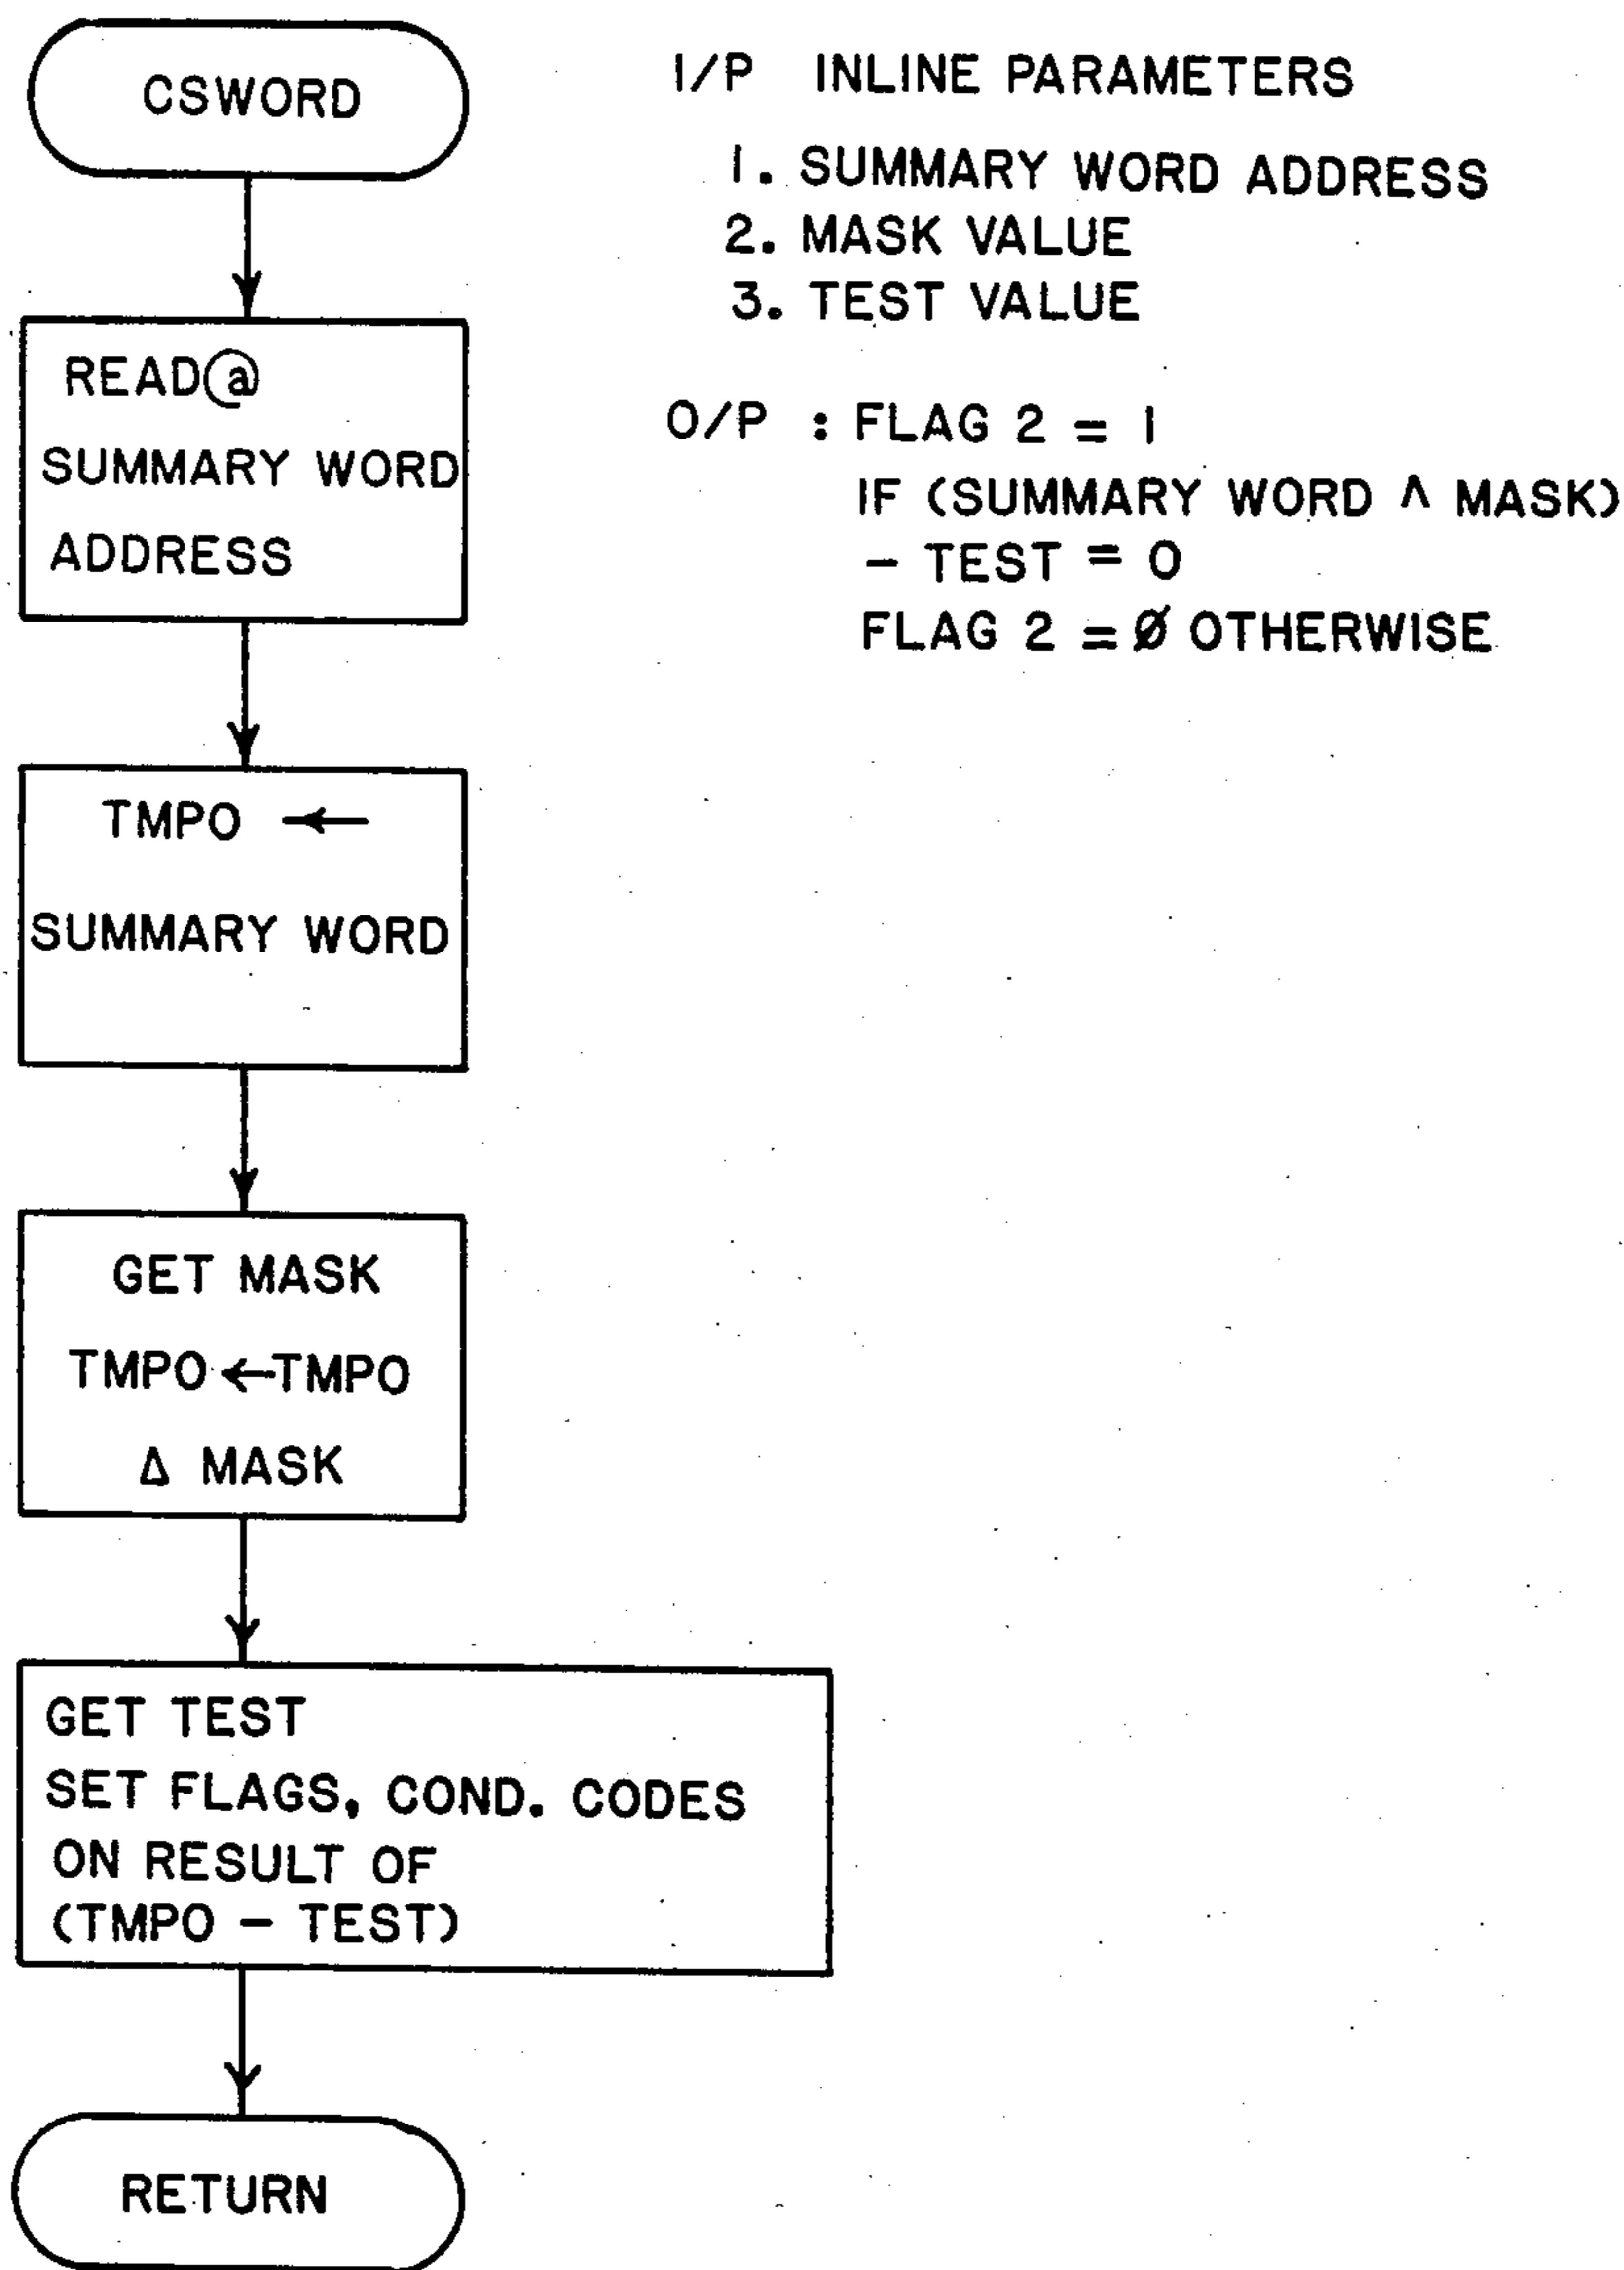 CSWORD
I/P INLINE PARAMETERS
1. SUMMARY WORD ADDRESS
2. MASK VALUE
3. TEST VALUE
O/P : FLAG 2 = 1
IF (SUMMARY WORD ∧ MASK)
- TEST = 0
FLAG 2 = Ø OTHERWISE
READ@
SUMMARY WORD
ADDRESS
TMPO ←
SUMMARY WORD
GET MASK
TMPO ←TMPO
Δ MASK
GET TEST
SET FLAGS, COND. CODES
ON RESULT OF
(TMPO - TEST)
RETURN